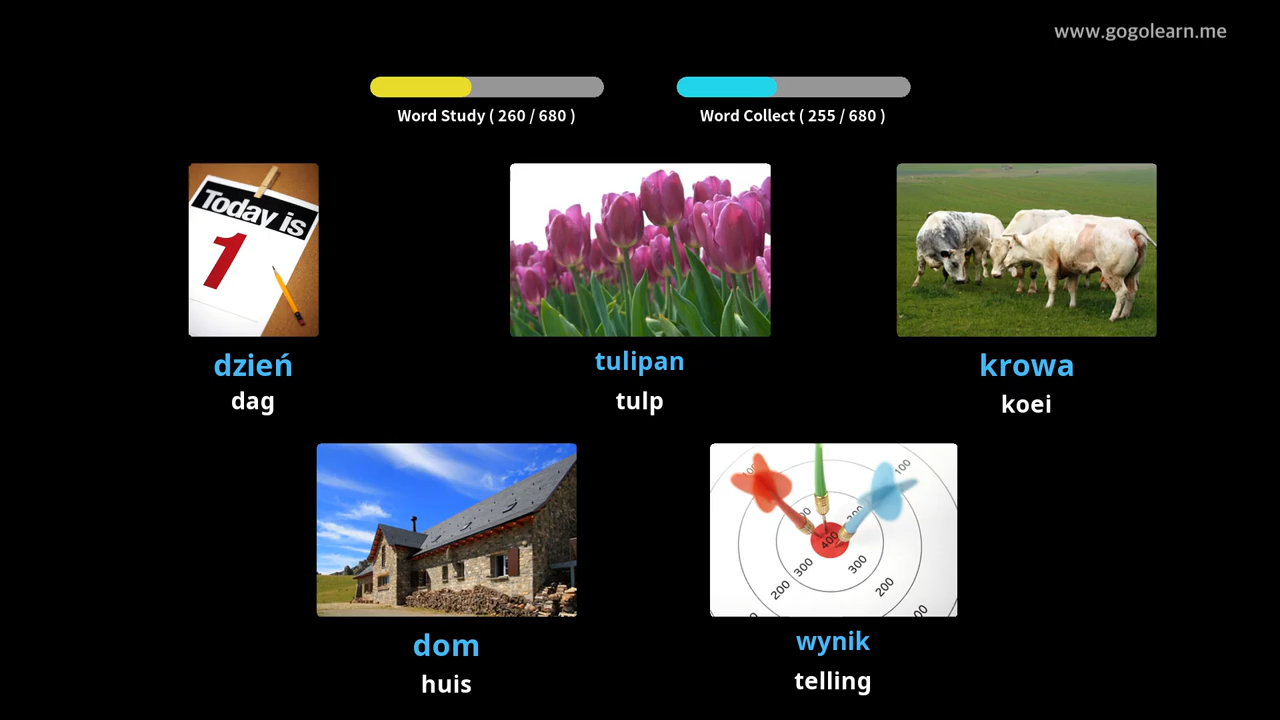 www.gogolearn.me
Word Study ( 260 / 680 )
Word Collect ( 255 / 680 )
Today is
1
dzień
dag
tulipan
tulp
krowa
koei
100
400
300
300
200
200
dom
huis
wynik
telling